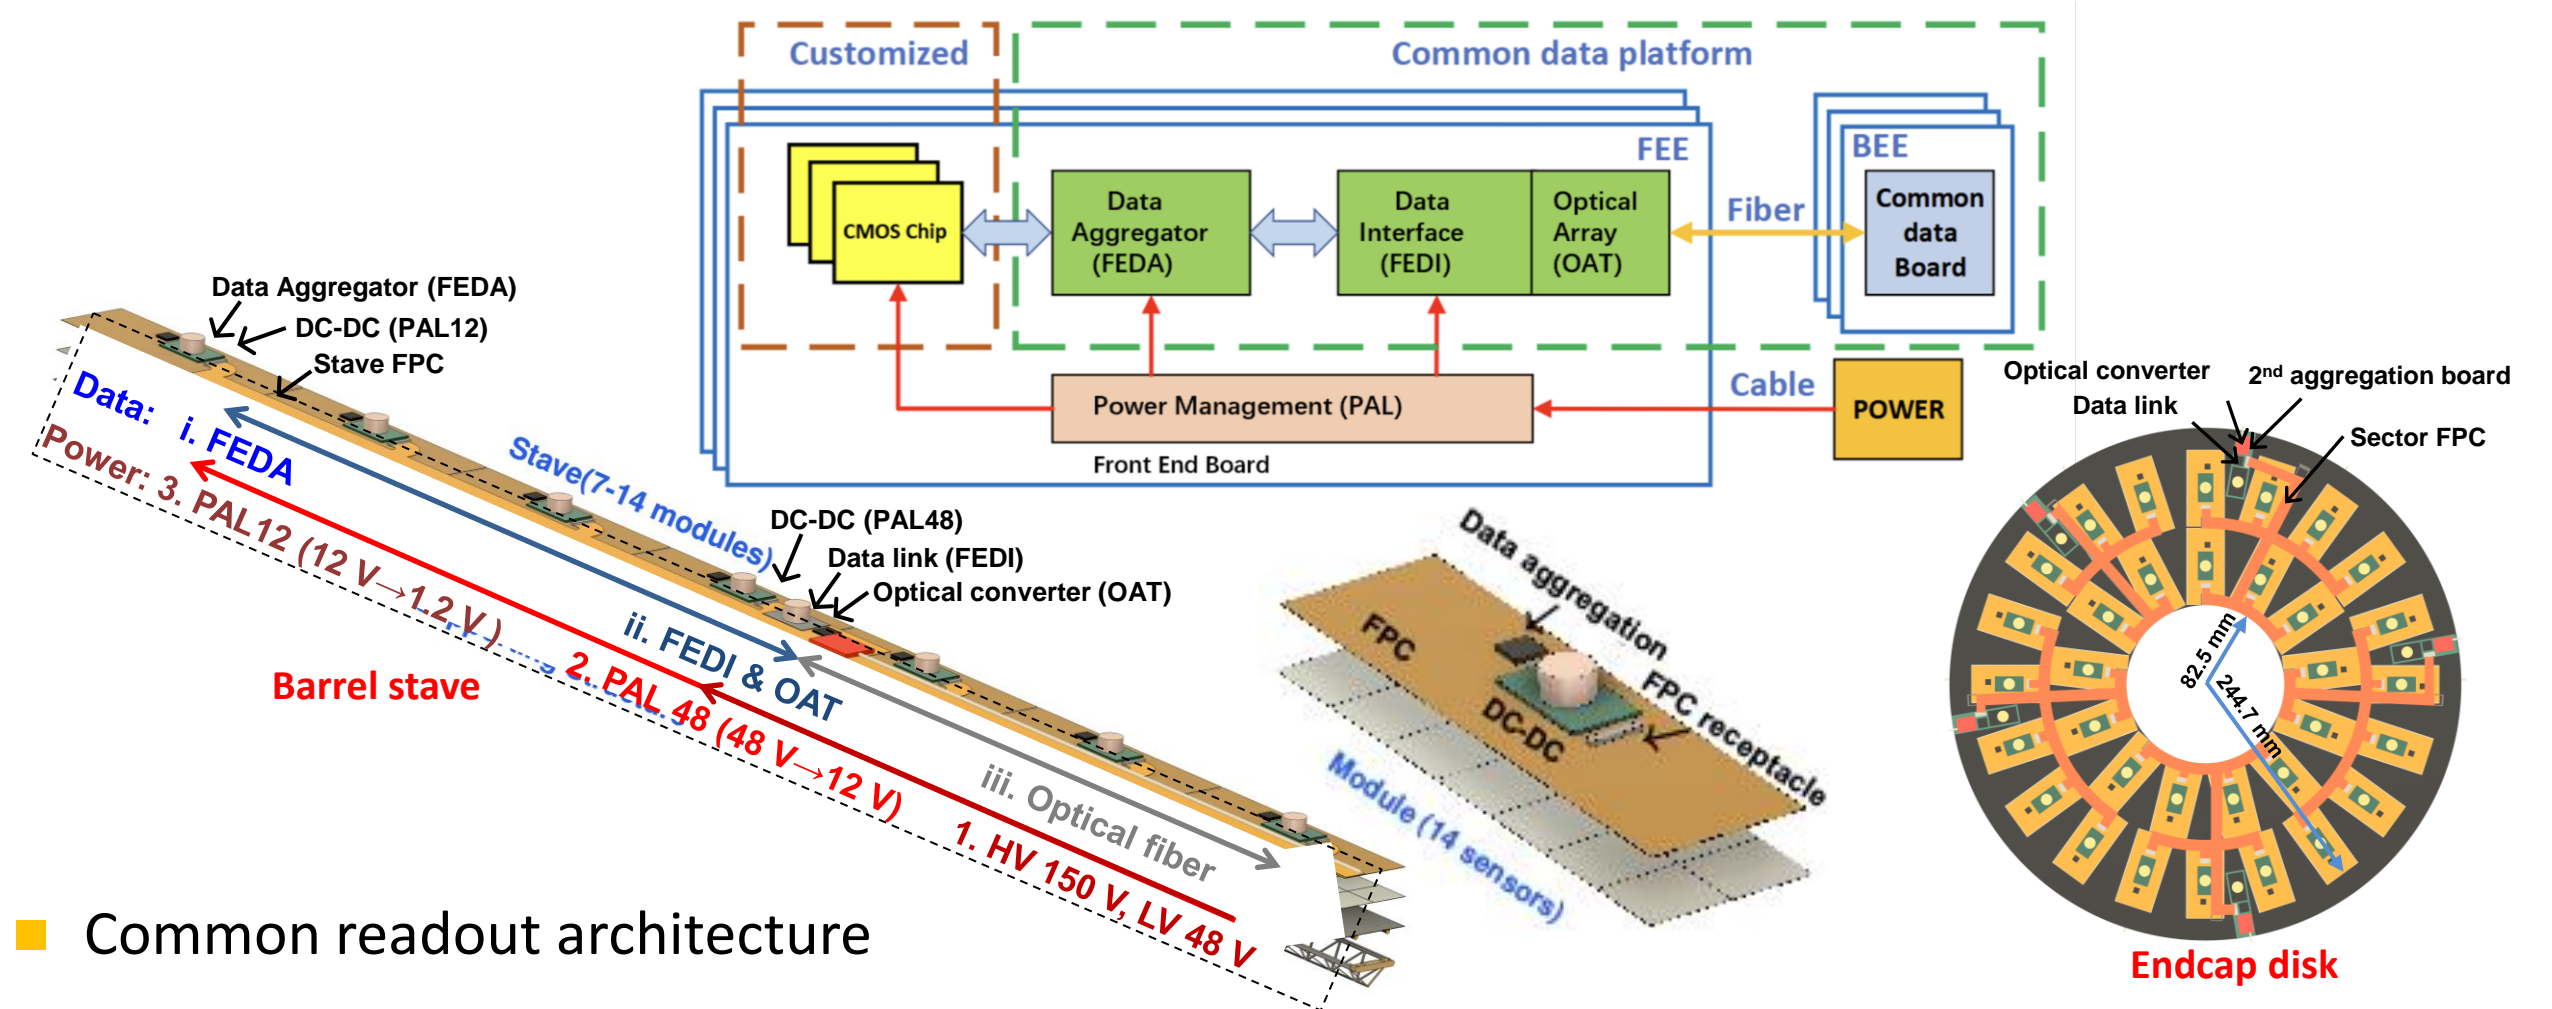 Customized
Common data platform
FEE
BEE
CMOS Chip
Data
Aggregator
(FEDA)
Data
Interface
(FEDI)
Optical
Array
(OAT)
Fiber
Common
data
Board
Power Management (PAL)
Cable
POWER
Front End Board
Data Aggregator (FEDA)
DC-DC (PAL12)
Stave FPC
Data: i. FEDA
Power: 3. PAL12 (12 V→1.2 V )
Stave(7-14 modules)
DC-DC (PAL48)
Data link (FEDI)
Optical converter (OAT)
ii. FEDI & OAT
2. PAL 48 (48 V→12 V)
iii. Optical fiber
1. HV 150 V, LV 48 V
Barrel stave
Data aggregation
FPC
DC-DC
FPC receptacle
Module (14 sensors)
Optical converter
2nd aggregation board
Data link
Sector FPC
82.5 mm
244.7 mm
Endcap disk
Common readout architecture